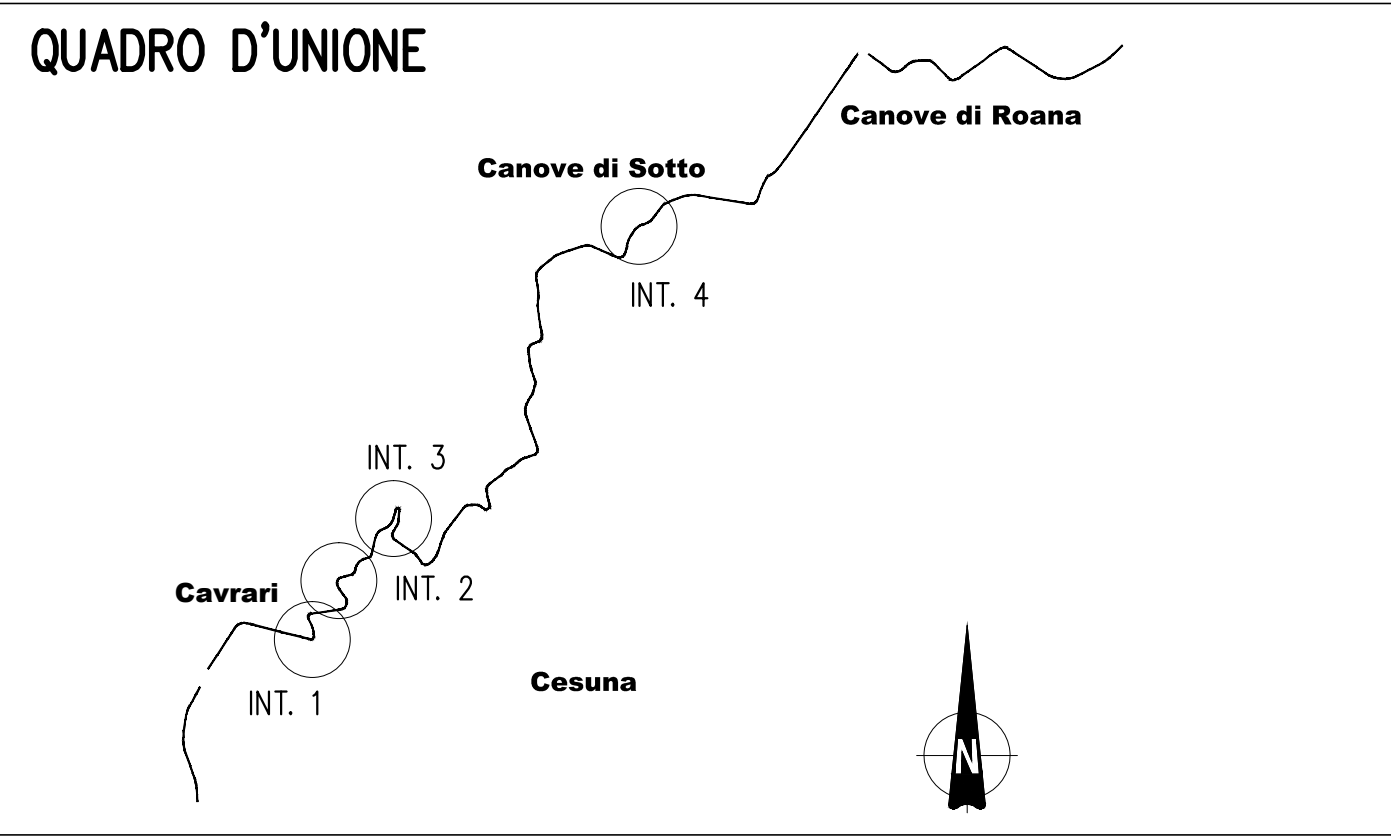 QUADRO D'UNIONE
Canove di Roana
Canove di Sotto
INT. 4
INT. 3
INT. 2
Cavrari
Cesuna
INT. 1
N